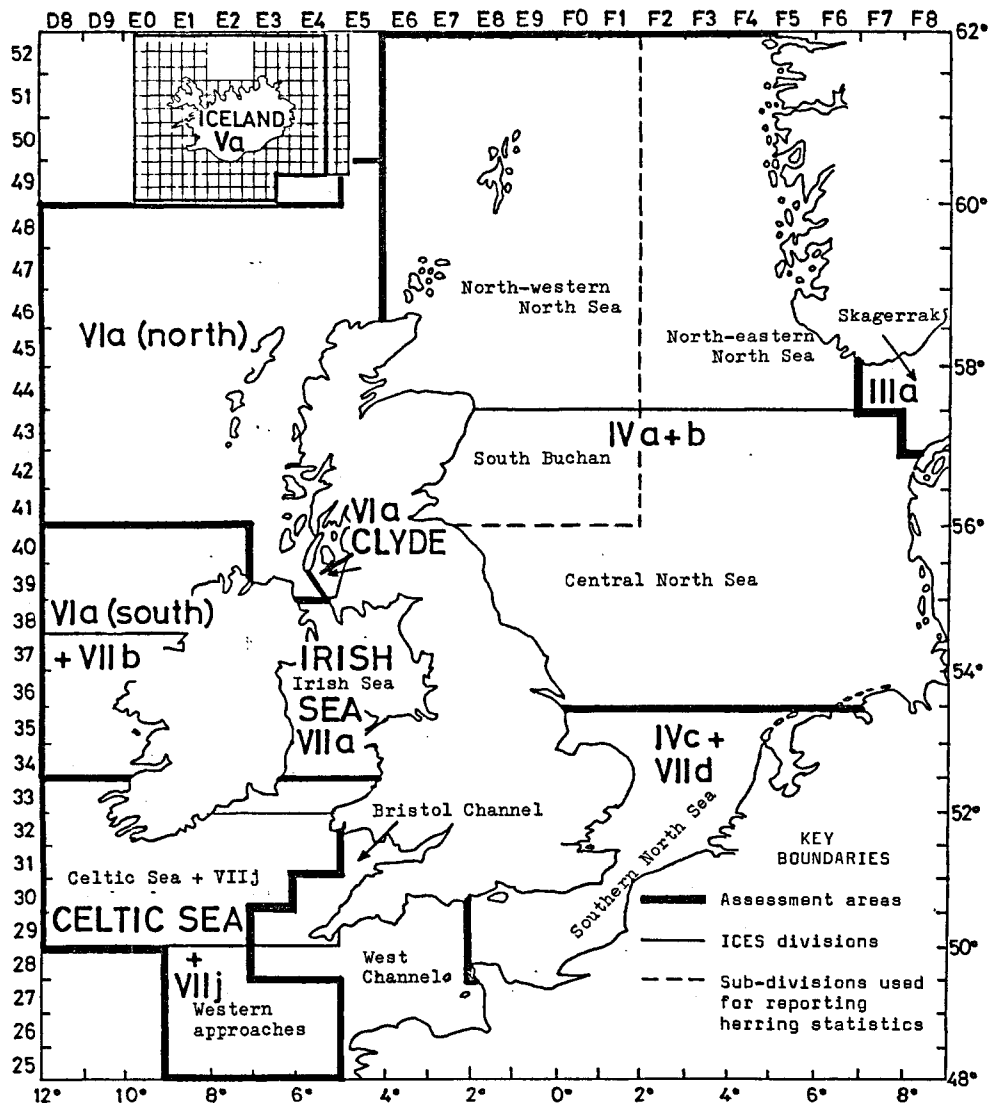 D8 D9 E0 E1 E2 E3 E4 E5 E6 E7 E8 E9 F0 F1 F2 F3 F4 F5 F6 F7 F8
52
51
50
49
48
47
46
45
44
43
42
41
40
39
38
37
36
35
34
33
32
31
30
29
28
27
26
25
62°
60°
58°
56°
54°
52°
50°
48°
ICELAND
Va
North-western
North Sea
VIa (north)
North-eastern
North Sea
Skagerrak
IIIa
IVa+b
South Buchan
VIa
CLYDE
Central North Sea
VIa (south)
+ VIIb
IRISH
Irish Sea
SEA
VIIa
IVc +
VIId
Southern North Sea
Bristol Channel
Celtic Sea + VIIj
CELTIC SEA
+
VIIj
Western
approaches
West
Channel
KEY
BOUNDARIES
Assessment areas
ICES divisions
Sub-divisions used
for reporting
herring statistics
12° 10° 8° 6° 4° 2° 0° 2° 4° 6° 8°